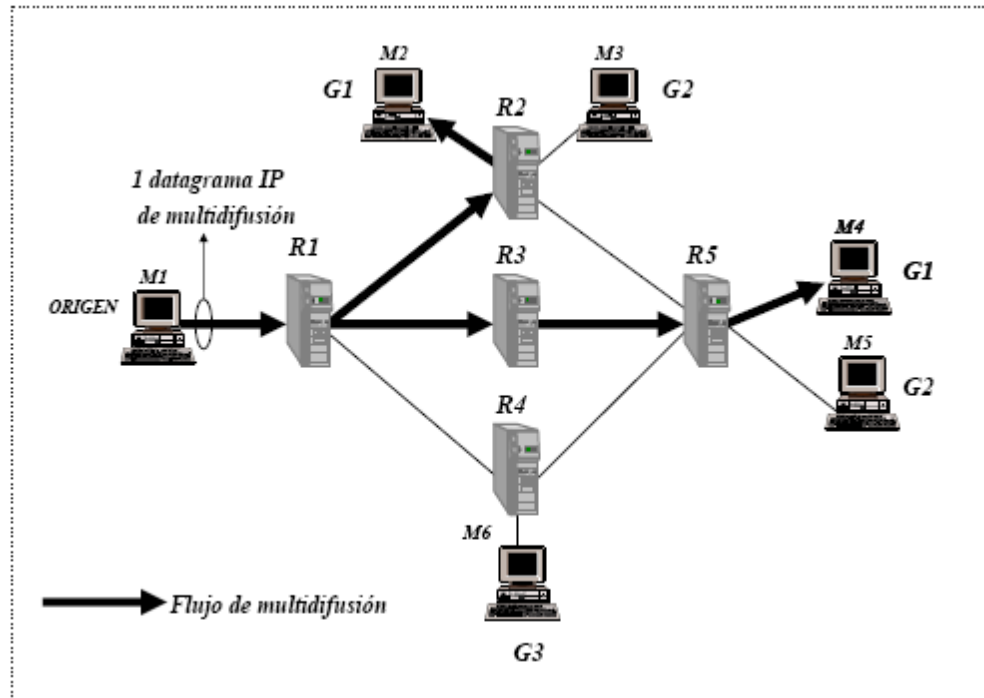 M2
M3
G1
G2
R2
1 datagrama IP
de multidifusión
M4
R1
R3
R5
G1
M1
ORIGEN
M5
G2
R4
M6
Flujo de multidifusión
G3